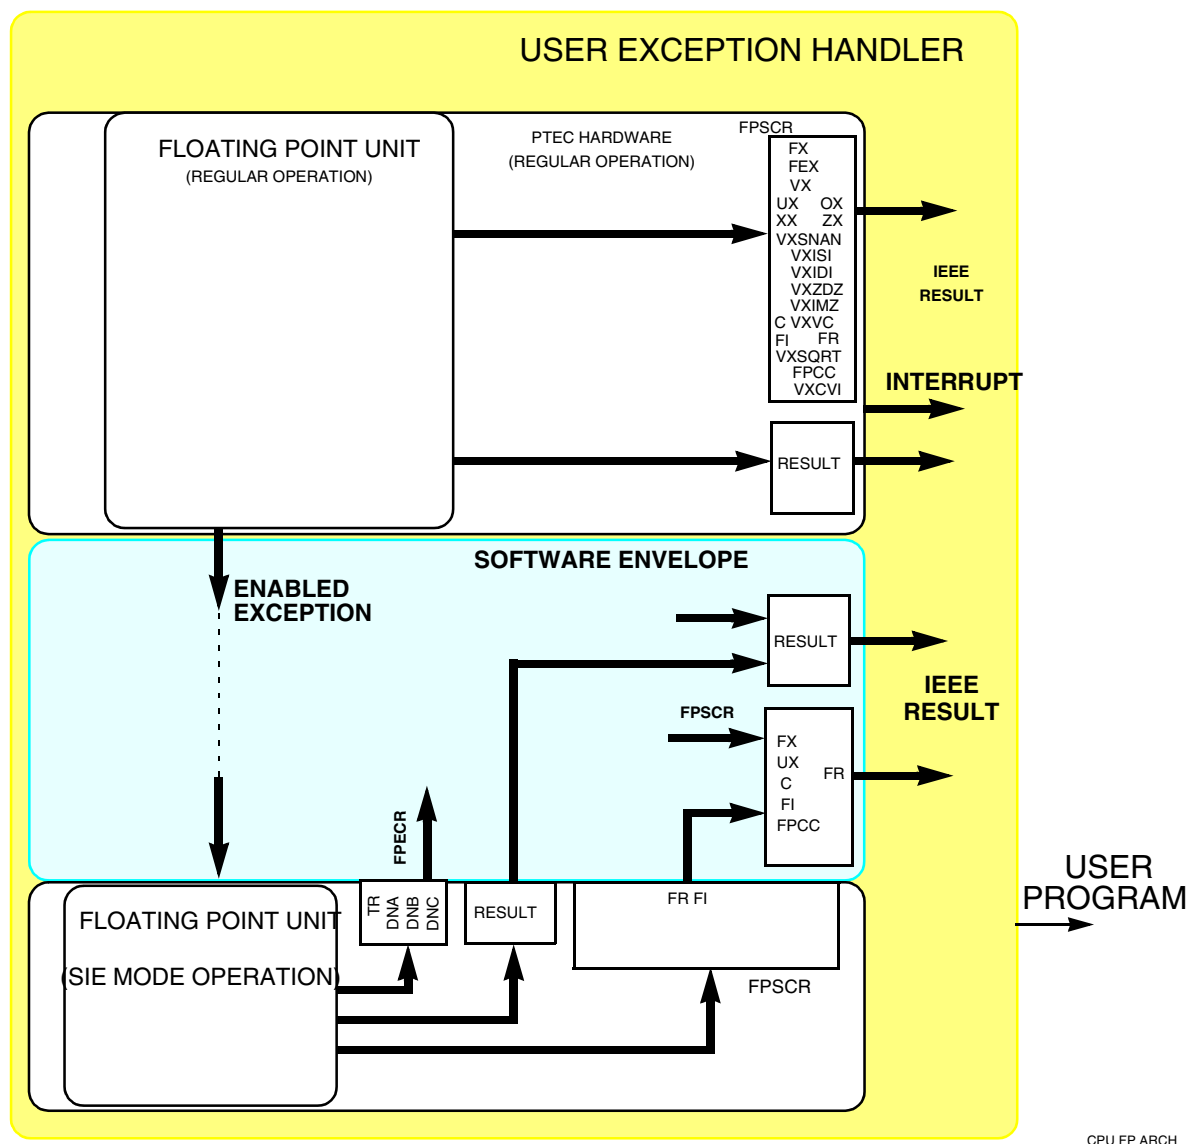 USER EXCEPTION HANDLER
FLOATING POINT UNIT
(REGULAR OPERATION)
PTEC HARDWARE
(REGULAR OPERATION)
FPSCR
FX
FEX
VX
UX OX
XX ZX
VXSNAN
VXISI
VXIDI
VXZDZ
VXIMZ
C VXVC
FI FR
VXSQRT
FPCC
VXCVI
IEEE
RESULT
INTERRUPT
RESULT
SOFTWARE ENVELOPE
ENABLED
EXCEPTION
RESULT
IEEE
RESULT
FPSCR
FX
UX
C
FR
FI
FPCC
FPECR
USER
PROGRAM
FLOATING POINT UNIT
(SIE MODE OPERATION)
TR
DNA
DNB
DNC
RESULT
FR FI
FPSCR
CPU FP ARCH